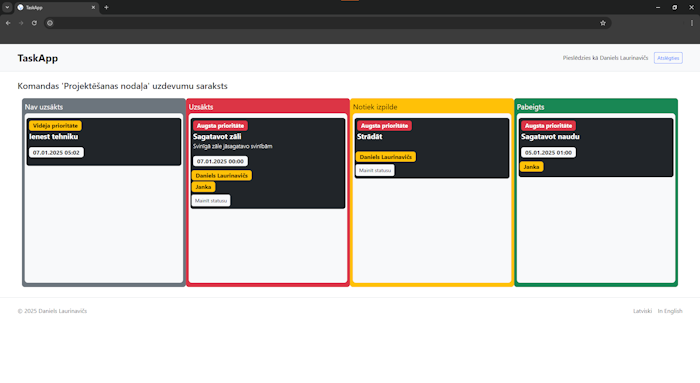 TaskApp
TaskApp
Pieslēdzies kā Daniels Laurinavičs
Atslēgties
Komandas 'Projektēšanas nodaļa' uzdevumu saraksts
Nav uzsākts
Vidēja prioritāte
Ienest tehniku
07.01.2025 05:02
Uzsākts
Augsta prioritāte
Sagatavot zāli
Svinīgā zāle jāsagatavo svinībām
07.01.2025 00:00
Daniels Laurinavičs
Janka
Mainīt statusu
Notiek izpilde
Augsta prioritāte
Strādāt
Daniels Laurinavičs
Mainīt statusu
Pabeigts
Augsta prioritāte
Sagatavot naudu
05.01.2025 01:00
Janka
© 2025 Daniels Laurinavičs
Latviski In English